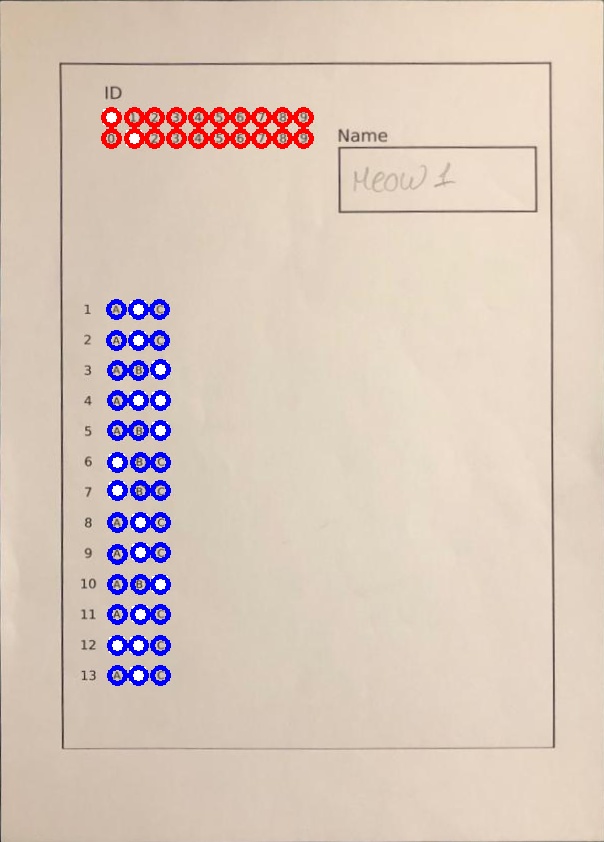 ID
1 2 3 4 5 6 7 8 9
0 2 3 4 5 6 7 8 9
Name
Meow 1
1 A C
2 A C
3 A B
4 A
5 A B
6 B C
7 B C
8 A C
9 A C
10 A B
11 A C
12 C
13 A C